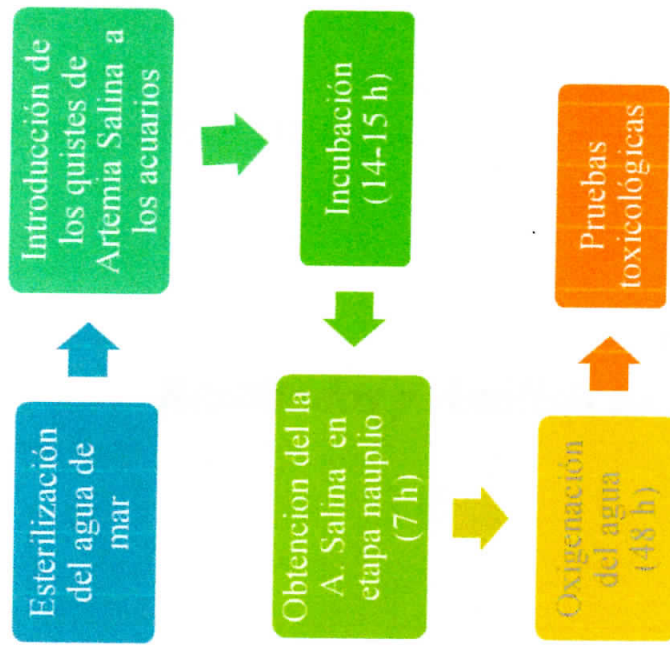 Esterilización
del agua de
mar
Introducción de
los quistes de
Artemia Salina a
los acuarios
Incubación
(14-15 h)
Obtencion del la
A. Salina en
etapa nauplio
(7 h)
Oxigenación
del agua
(48 h)
Pruebas
toxicológicas